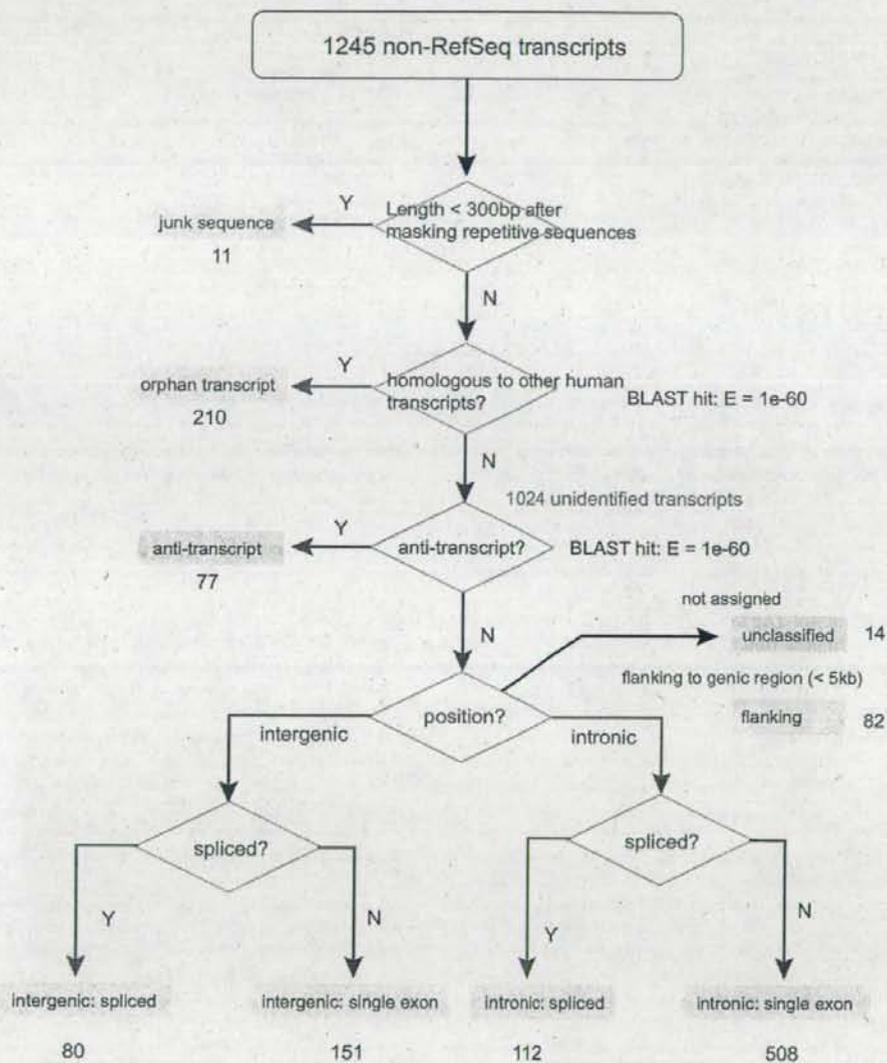 1245 non-RefSeq transcripts
Y
Length < 300bp after
masking repetitive sequences
junk sequence
11
N
Y
homologous to other human
transcripts?
orphan transcript
210
BLAST hit: E = 1e-60
N
1024 unidentified transcripts
Y
anti-transcript?
anti-transcript
77
BLAST hit: E = 1e-60
N
not assigned
unclassified 14
flanking to genic region (< 5kb)
flanking 82
position?
intergenic
intronic
spliced?
spliced?
Y
N
Y
N
intergenic: spliced
intergenic: single exon
intronic: spliced
intronic: single exon
80
151
112
508